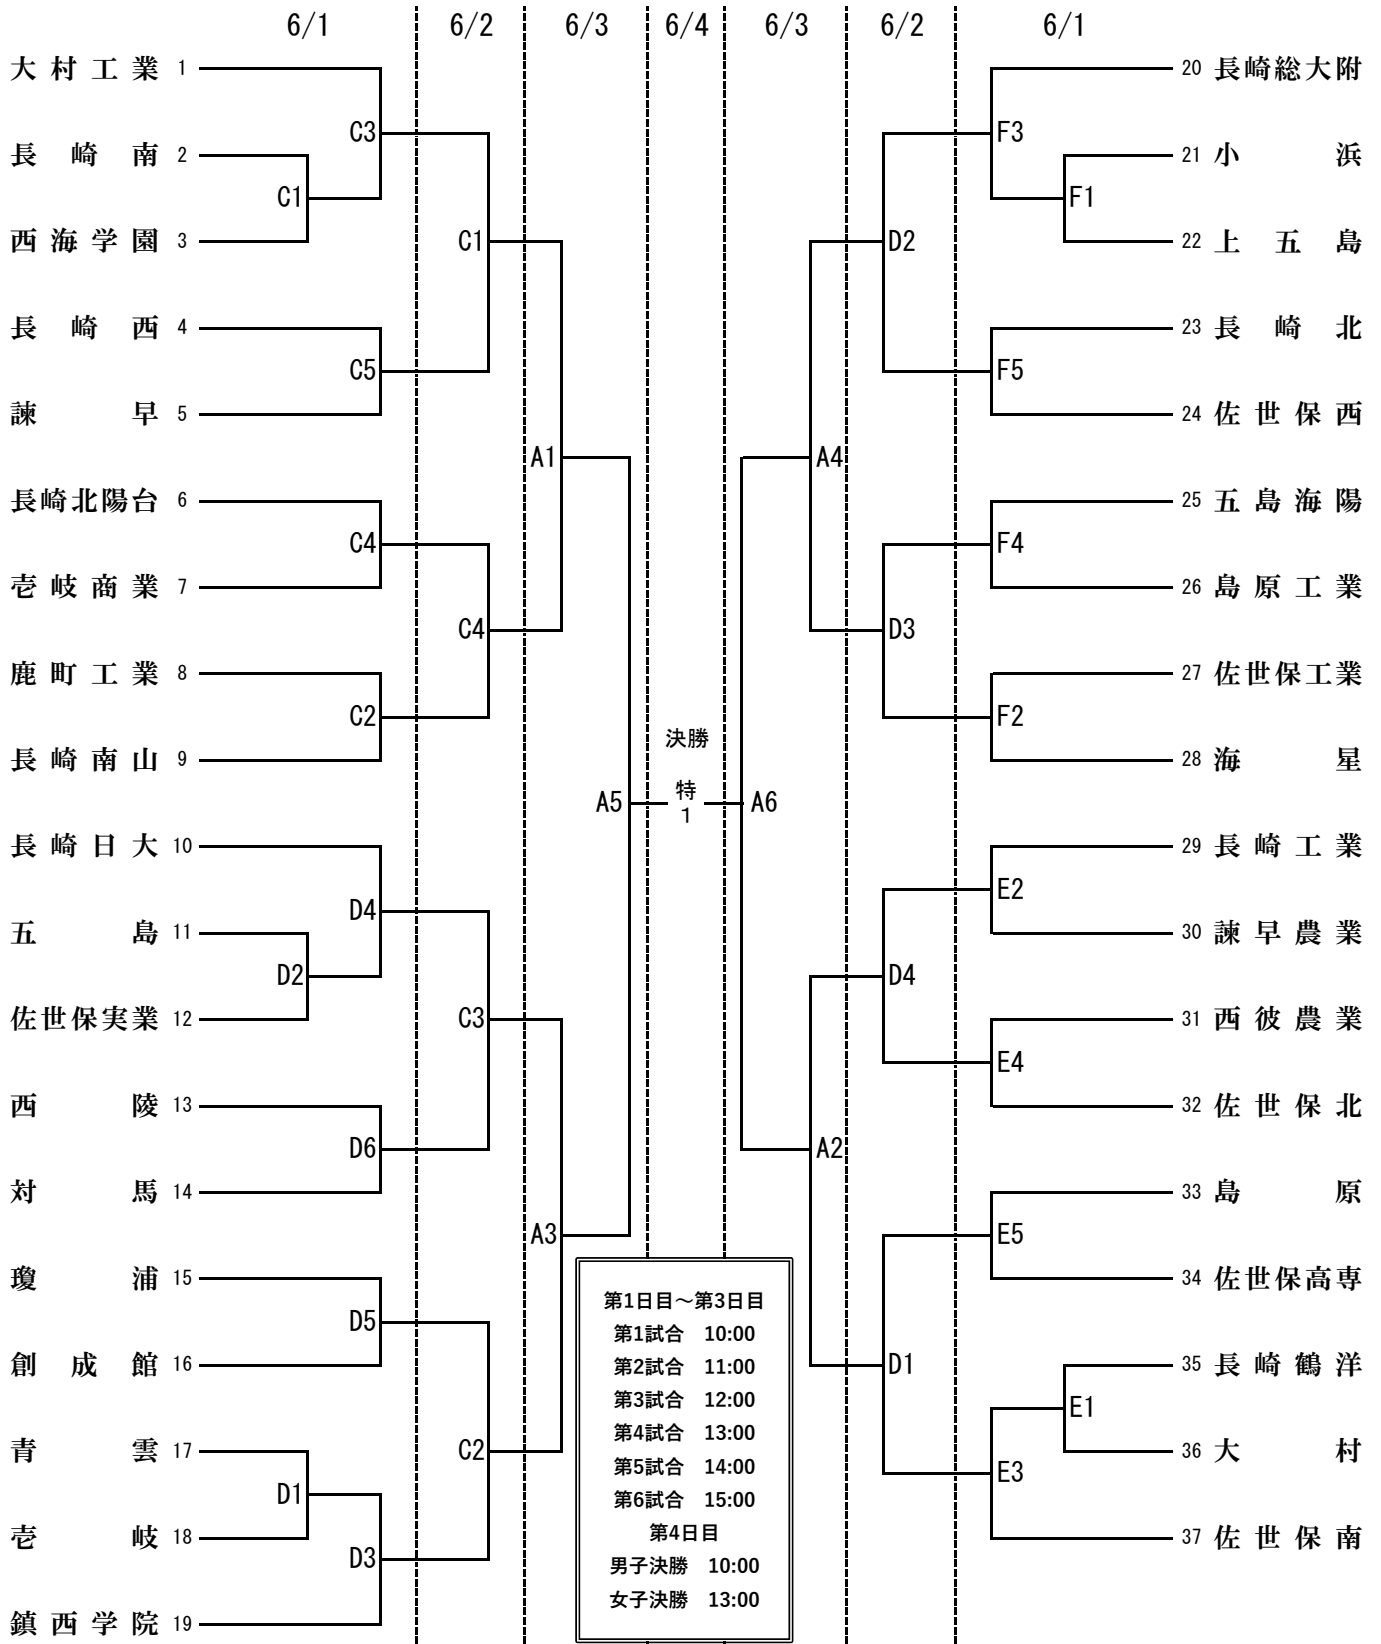 6/1 6/2 6/3 6/4 6/3 6/2 6/1
大村工業 1 20 長崎総大附
C3 F3
長崎南 2 21 小浜
C1 F1
西海学園 3 C1 D2 22 上五島
長崎西 4 23 長崎北
C5 F5
諫早 5 24 佐世保西
A1 A4
長崎北陽台 6 25 五島海陽
C4 F4
壱岐商業 7 26 島原工業
C4 D3
鹿町工業 8 27 佐世保工業
C2 F2
決勝
長崎南山 9 28 海星
特
A5 A6
1
長崎日大 10 29 長崎工業
E2
D4
五島 11 30 諫早農業
D2 D4
佐世保実業 12 C3 31 西彼農業
E4
西陵 13 32 佐世保北
D6 A2
対馬 14 33 島原
A3 E5
瓊浦 15 34 佐世保高専
第1日目～第3日目
D5
第1試合 10:00
創成館 16 第2試合 11:00 D1 35 長崎鶴洋
第3試合 12:00
E1
第4試合 13:00
青雲 17 C2 36 大村
第5試合 14:00
E3
D1
第6試合 15:00
第4日目
壱岐 18 37 佐世保南
D3
男子決勝 10:00
女子決勝 13:00
鎮西学院 19